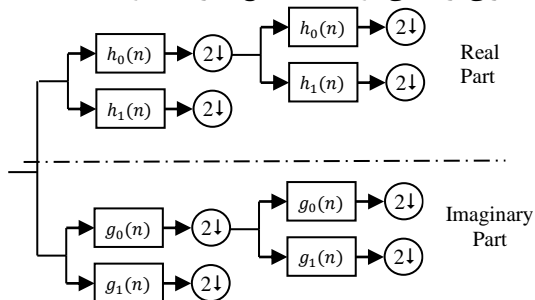 h₀(n) 2↓ h₀(n) 2↓
h₁(n) 2↓
Real
Part
h₁(n) 2↓
g₀(n) 2↓ g₀(n) 2↓
g₁(n) 2↓
Imaginary
Part
g₁(n) 2↓